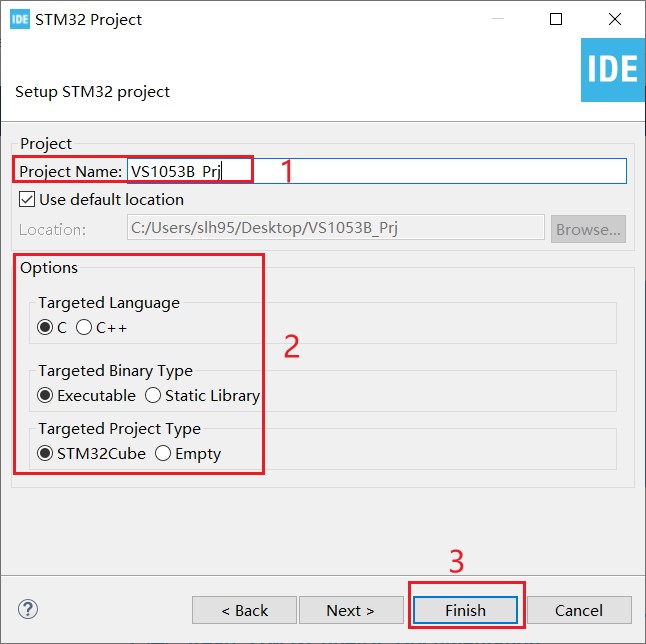 IDE STM32 Project
IDE
Setup STM32 project
Project
Project Name: VS1053B_Prj 1
Use default location
Location: C:/Users/slh95/Desktop/VS1053B_Prj Browse...
Options
Targeted Language
C C++
2
Targeted Binary Type
Executable Static Library
Targeted Project Type
STM32Cube Empty
3
? < Back Next > Finish Cancel